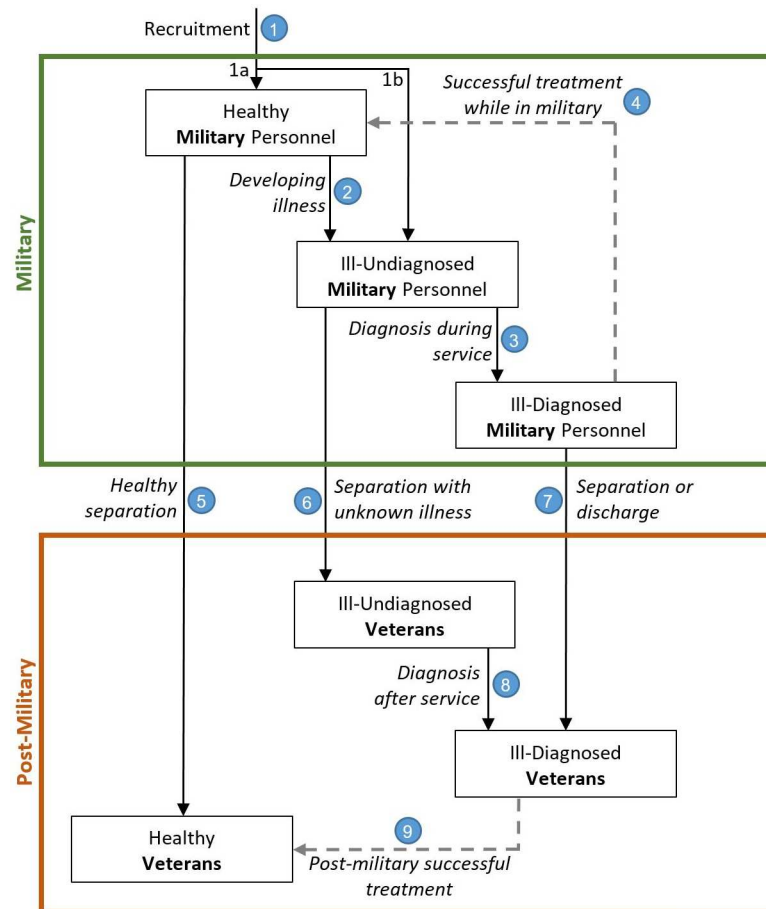 Recruitment
1
1a
1b
Successful treatment
while in military
4
Healthy
Military Personnel
Developing
illness
2
Military
Ill-Undiagnosed
Military Personnel
Diagnosis during
service
3
Ill-Diagnosed
Military Personnel
Healthy
separation
5
6
Separation with
unknown illness
7
Separation or
discharge
Ill-Undiagnosed
Veterans
Diagnosis
after service
8
Post-Military
Ill-Diagnosed
Veterans
Healthy
Veterans
9
Post-military successful
treatment